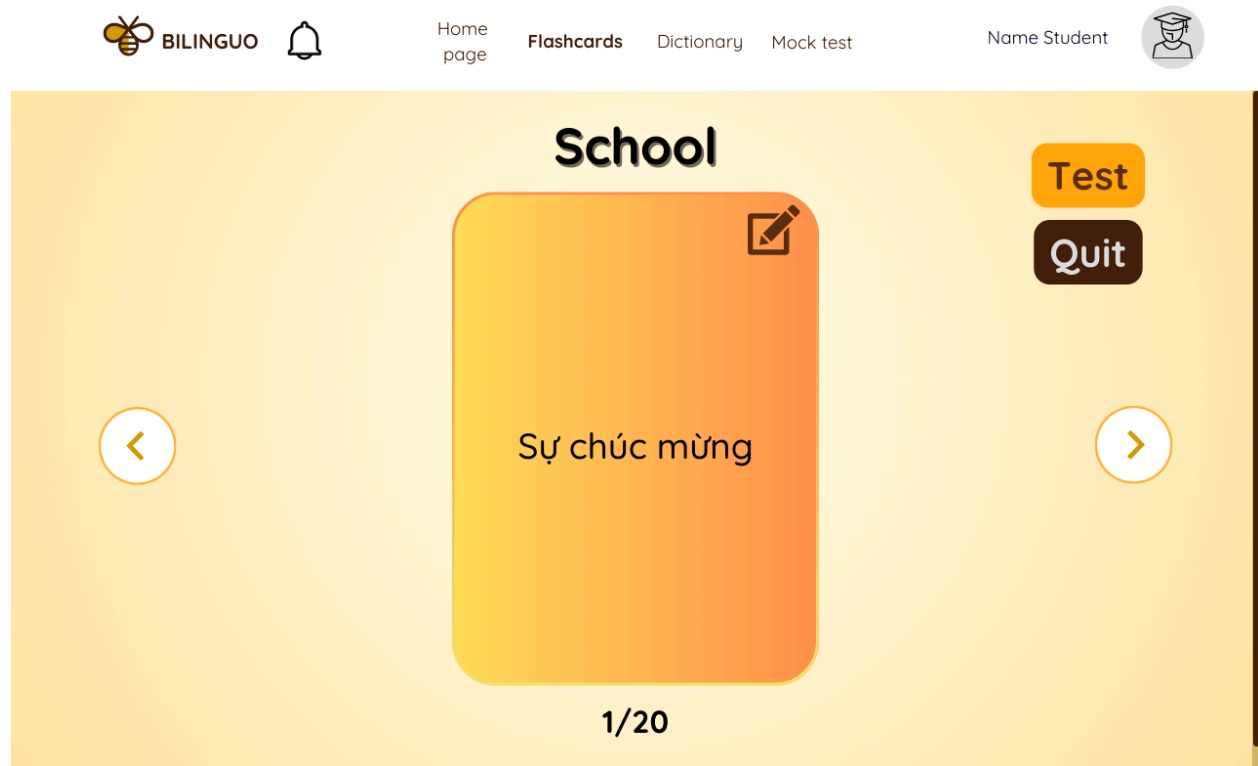 BILINGUO
Home
page
Flashcards
Dictionary
Mock test
Name Student
School
Test
Quit
Sự chúc mừng
1/20